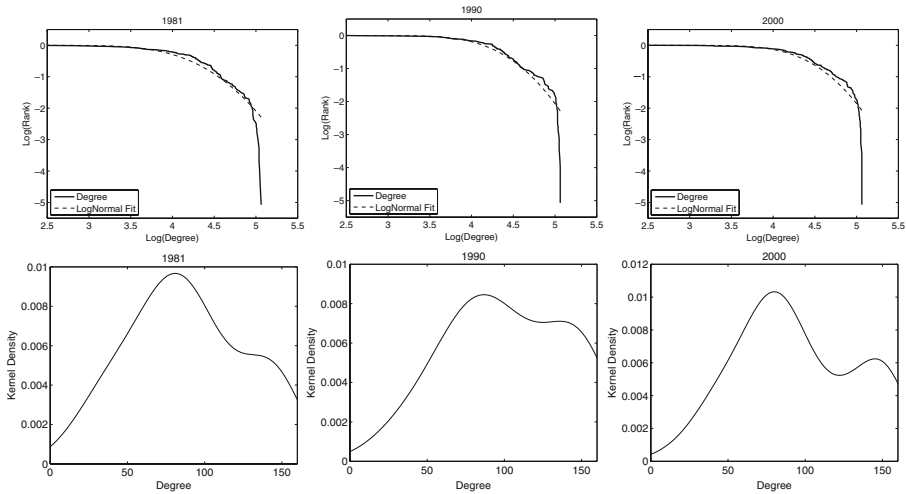 1981
1990
2000
Log(Rank)
0
−1
−2
−3
−4
−5
Degree
LogNormal Fit
2.5 3 3.5 4 4.5 5 5.5
Log(Degree)
Log(Rank)
0
−1
−2
−3
−4
−5
Degree
LogNormal Fit
2.5 3 3.5 4 4.5 5 5.5
Log(Degree)
Log(Rank)
0
−1
−2
−3
−4
−5
Degree
LogNormal Fit
2.5 3 3.5 4 4.5 5 5.5
Log(Degree)
1981
1990
2000
Kernel Density
0.01
0.008
0.006
0.004
0.002
0
0 50 100 150
Degree
Kernel Density
0.01
0.008
0.006
0.004
0.002
0
0 50 100 150
Degree
Kernel Density
0.012
0.01
0.008
0.006
0.004
0.002
0
0 50 100 150
Degree